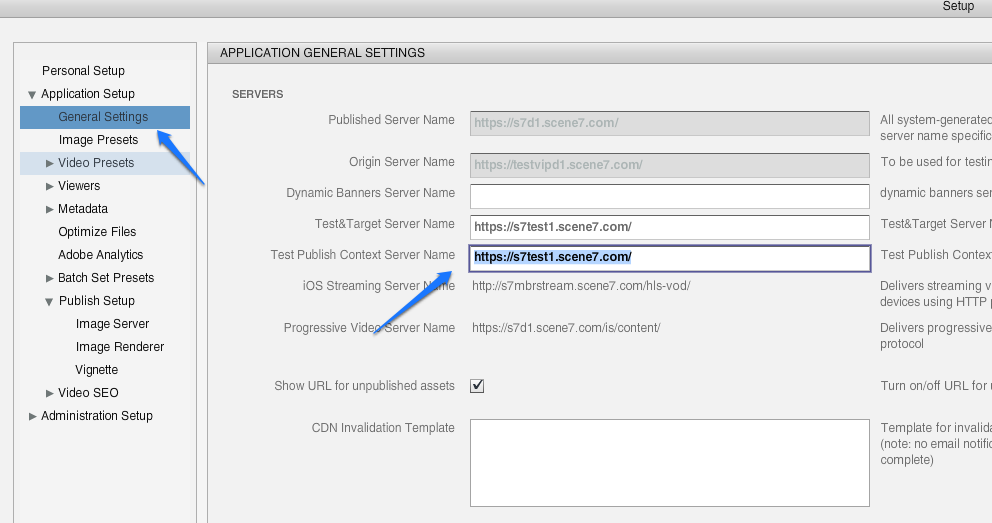 Setup
Personal Setup
Application Setup
General Settings
Image Presets
Video Presets
Viewers
Metadata
Optimize Files
Adobe Analytics
Batch Set Presets
Publish Setup
Image Server
Image Renderer
Vignette
Video SEO
Administration Setup
APPLICATION GENERAL SETTINGS
SERVERS
Published Server Name https://s7d1.scene7.com/ All system-generated
server name specific
Origin Server Name https://testvipd1.scene7.com/ To be used for testin
Dynamic Banners Server Name dynamic banners ser
Test&Target Server Name https://s7test1.scene7.com/ Test&Target Server N
Test Publish Context Server Name https://s7test1.scene7.com/ Test Publish Contex
iOS Streaming Server Name http://s7mbrstream.scene7.com/hls-vod/ Delivers streaming v
devices using HTTP p
Progressive Video Server Name https://s7d1.scene7.com/is/content/ Delivers progressive
protocol
Show URL for unpublished assets Turn on/off URL for u
CDN Invalidation Template Template for invalida
(note: no email notific
complete)